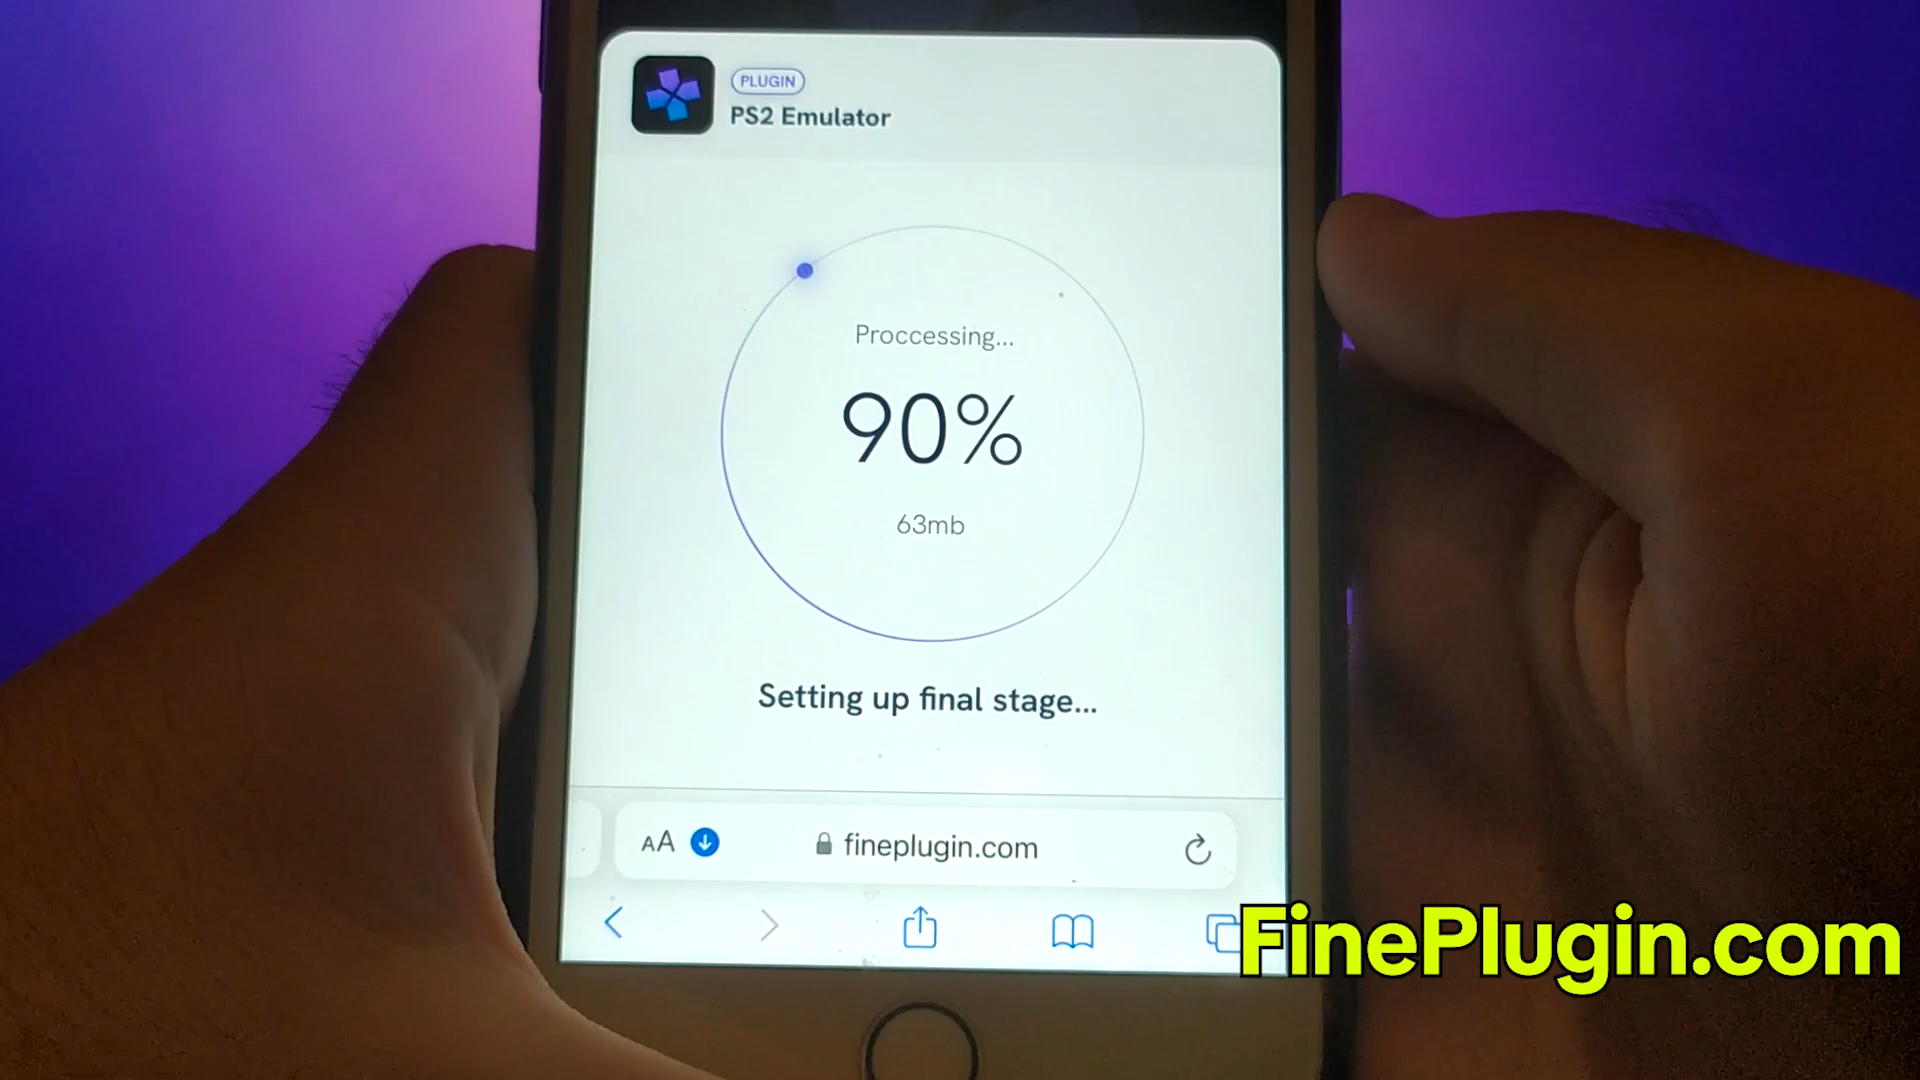 PLUGIN
PS2 Emulator
Proccessing...
90%
63mb
Setting up final stage...
AA
fineplugin.com
FinePlugin.com